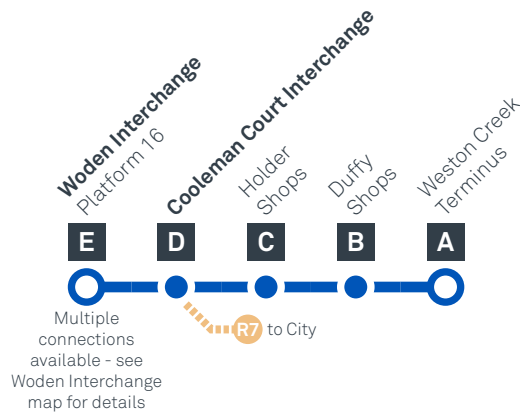 Woden Interchange
Platform 16
Cooleman Court Interchange
Holder
Shops
Duffy
Shops
Weston Creek
Terminus
E
D
C
B
A
R7 to City
Multiple
connections
available - see
Woden Interchange
map for details